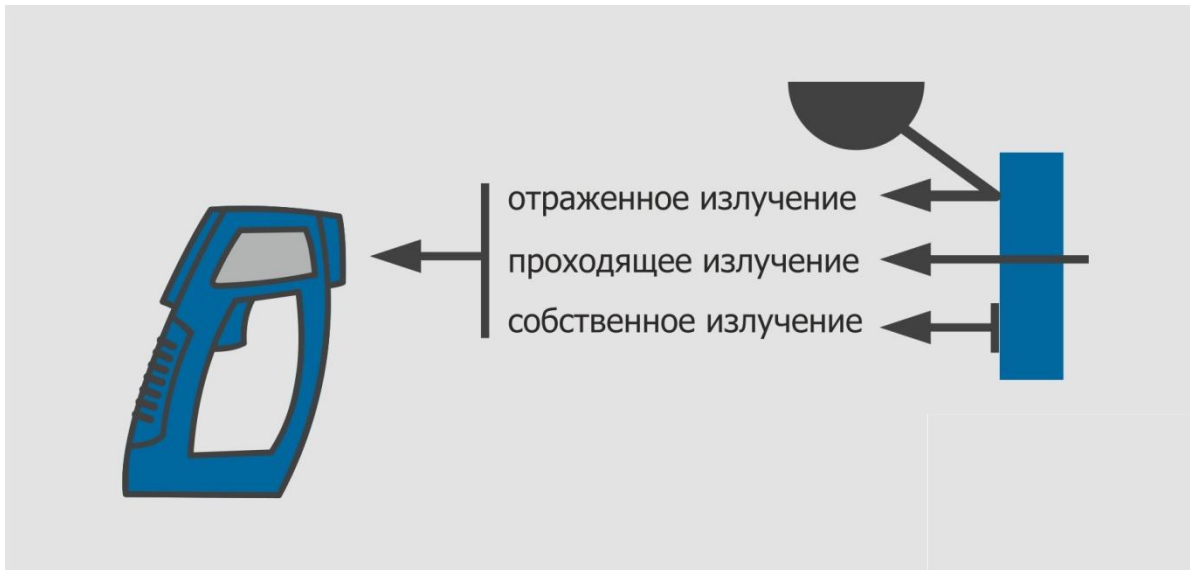 отраженное излучение
проходящее излучение
собственное излучение